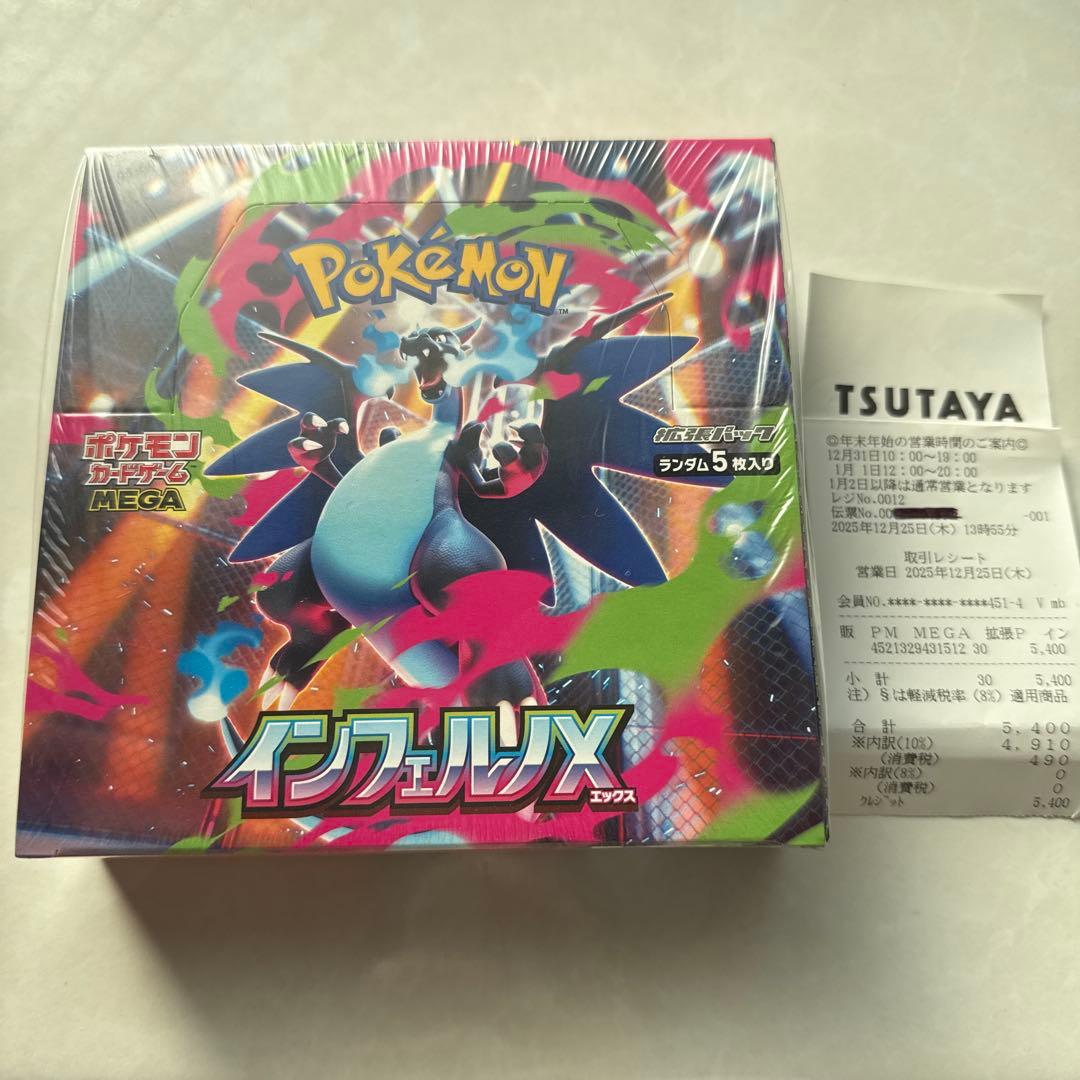 POKéMON
TM
ポケモン
カードゲーム
MEGA
拡張パック
ランダム5枚入り
インフェルノX
エックス
TSUTAYA
◎年末年始の営業時間のご案内◎
12月31日10:00～19:00
1月 1日12:00～20:00
1月2日以降は通常営業となります
レジNo.0012
伝票No.00 -001
2025年12月25日(木) 13時55分
取引レシート
営業日 2025年12月25日(木)
会員NO.****-****-****451-4 V mb
販 PM MEGA 拡張P イン
4521329431512 30 5,400
小 計 30 5,400
注) §は軽減税率 (8%) 適用商品
合 計 5,400
※内訳(10%) 4,910
(消費税) 490
※内訳(8%) 0
(消費税) 0
クレジット 5,400